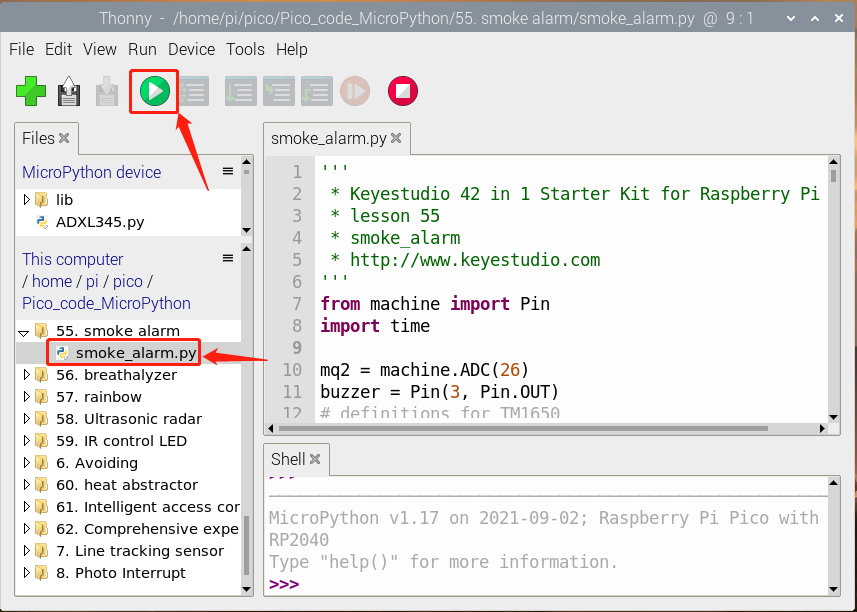 Thonny - /home/pi/pico/Pico_code_MicroPython/55. smoke alarm/smoke_alarm.py @ 9 : 1
File Edit View Run Device Tools Help
Files
MicroPython device
lib
ADXL345.py
This computer
/ home / pi / pico /
Pico_code_MicroPython
55. smoke alarm
smoke_alarm.py
56. breathalyzer
57. rainbow
58. Ultrasonic radar
59. IR control LED
6. Avoiding
60. heat abstractor
61. Intelligent access cor
62. Comprehensive expe
7. Line tracking sensor
8. Photo Interrupt
smoke_alarm.py
1 '''
2 * Keyestudio 42 in 1 Starter Kit for Raspberry Pi
3 * lesson 55
4 * smoke_alarm
5 * http://www.keyestudio.com
6 '''
7 from machine import Pin
8 import time
9
10 mq2 = machine.ADC(26)
11 buzzer = Pin(3, Pin.OUT)
12 # definitions for TM1650
Shell
>>>
MicroPython v1.17 on 2021-09-02; Raspberry Pi Pico with
RP2040
Type "help()" for more information.
>>>